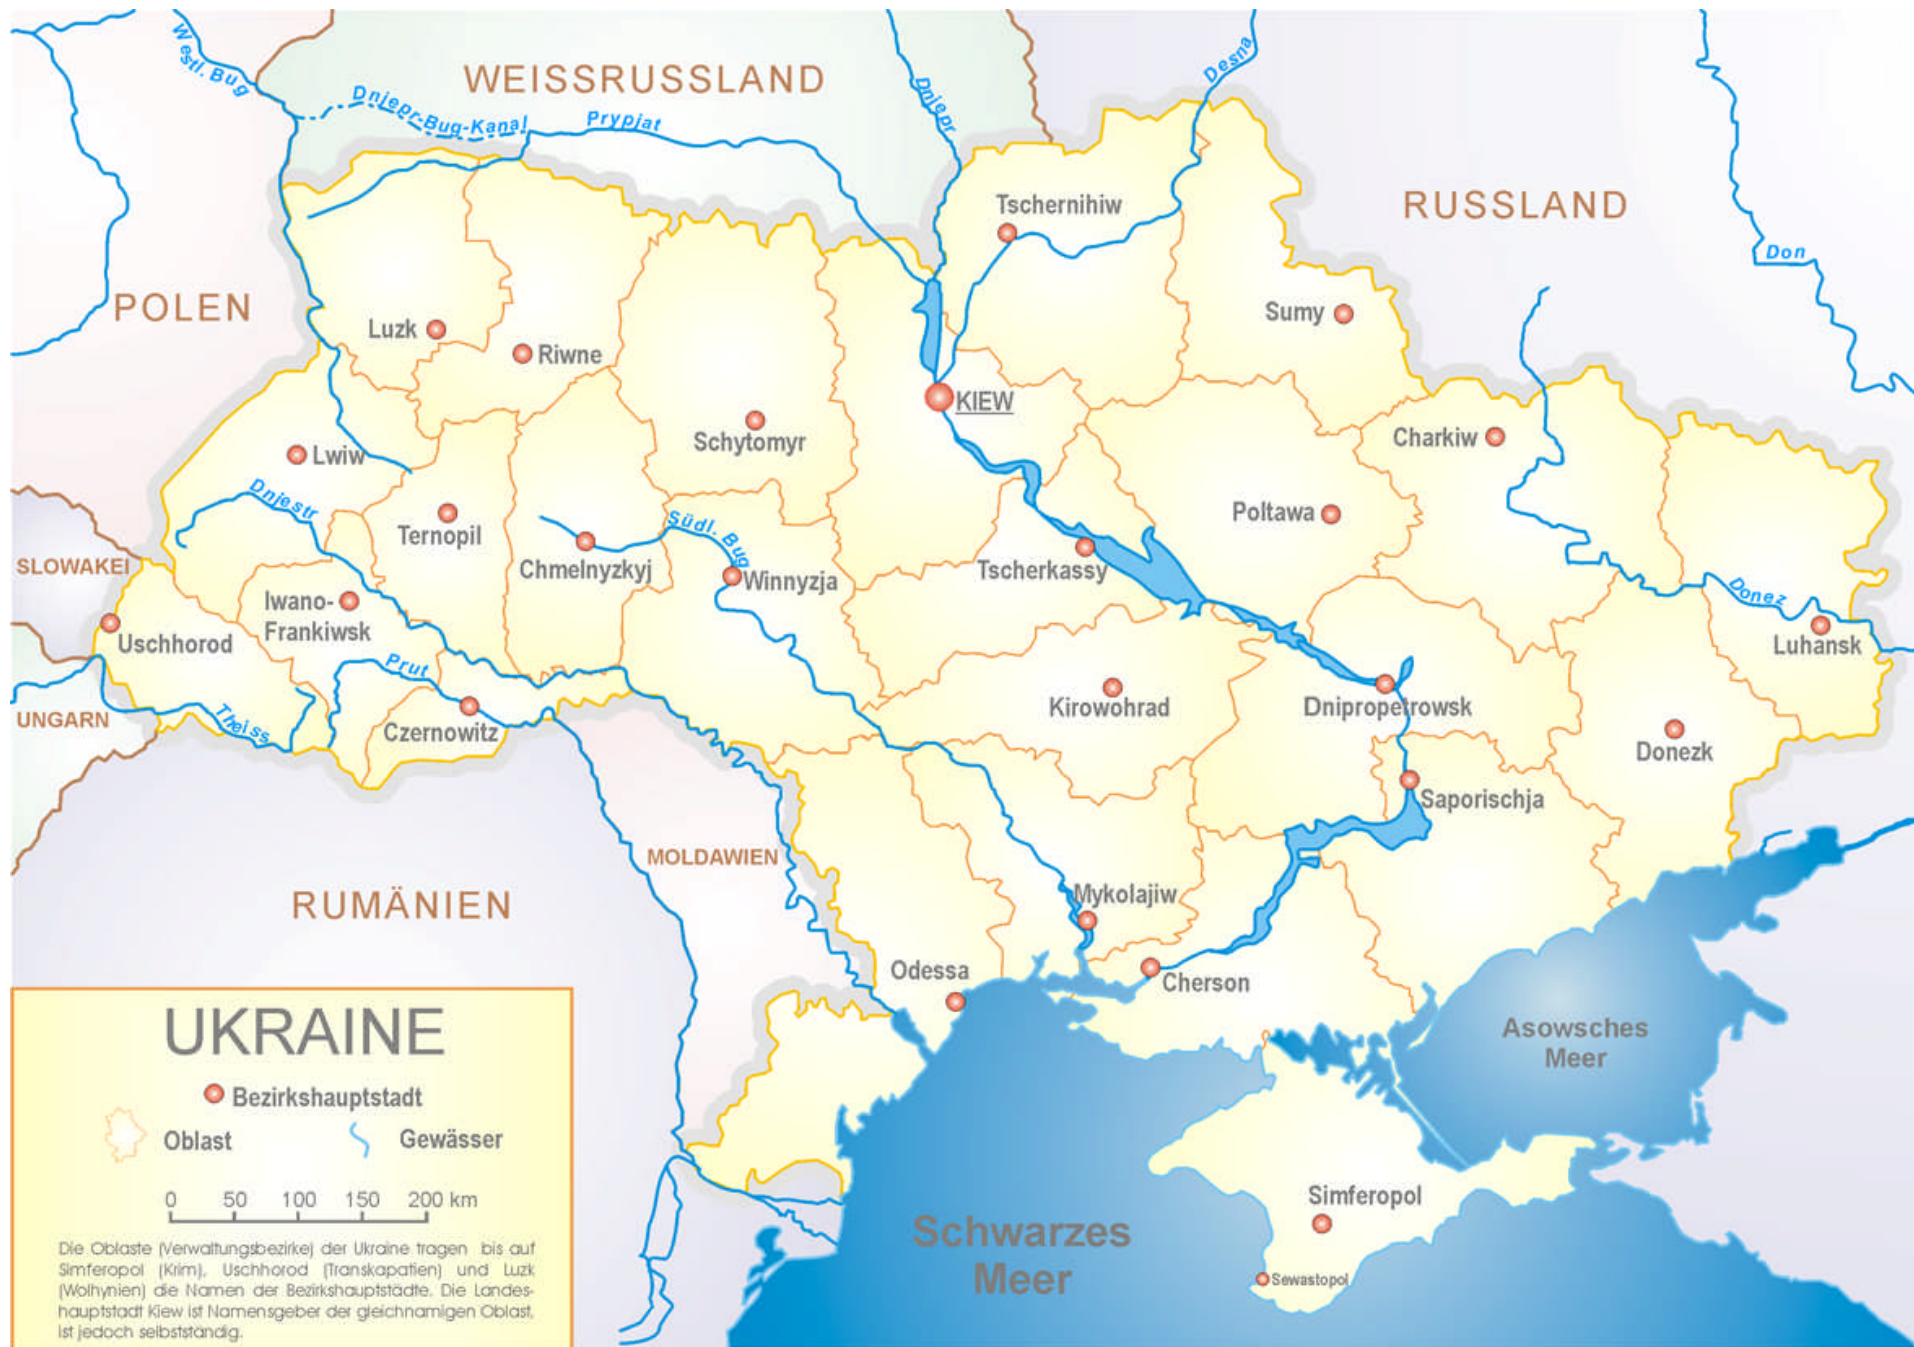 Westl. Bug
WEISSRUSSLAND
Dnjepr-Bug-Kanal
Prypjat
Dnjepr
Desna
RUSSLAND
Don
Tschernihiw
Sumy
POLEN
Luzk
Riwne
KIEW
Schytomyr
Charkiw
Lwiw
Dnjestr
Ternopil
Südl. Bug
Poltawa
Chmelnyzkyj
Winnyzja
Tscherkassy
SLOWAKEI
Donez
Iwano-
Frankiwsk
Uschhorod
Luhansk
Prut
Kirowohrad
Dnipropetrowsk
UNGARN
Theiss
Czernowitz
Donezk
Saporischja
MOLDAWIEN
RUMÄNIEN
Mykolajiw
Odessa
Cherson
Asowsches
Meer
Simferopol
Schwarzes
Meer
Sewastopol
UKRAINE
Bezirkshauptstadt
Oblast
Gewässer
0 50 100 150 200 km
Die Oblaste (Verwaltungsbezirke) der Ukraine tragen bis auf
Simferopol (Krim), Uschhorod (Transkapatien) und Luzk
(Wolhynien) die Namen der Bezirkshauptstädte. Die Landes-
hauptstadt Kiew ist Namensgeber der gleichnamigen Oblast,
ist jedoch selbstständig.